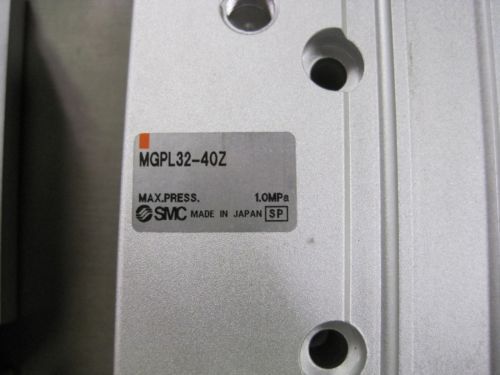 MGPL32-40Z
MAX.PRESS. 1.0MPa
SMC MADE IN JAPAN SP